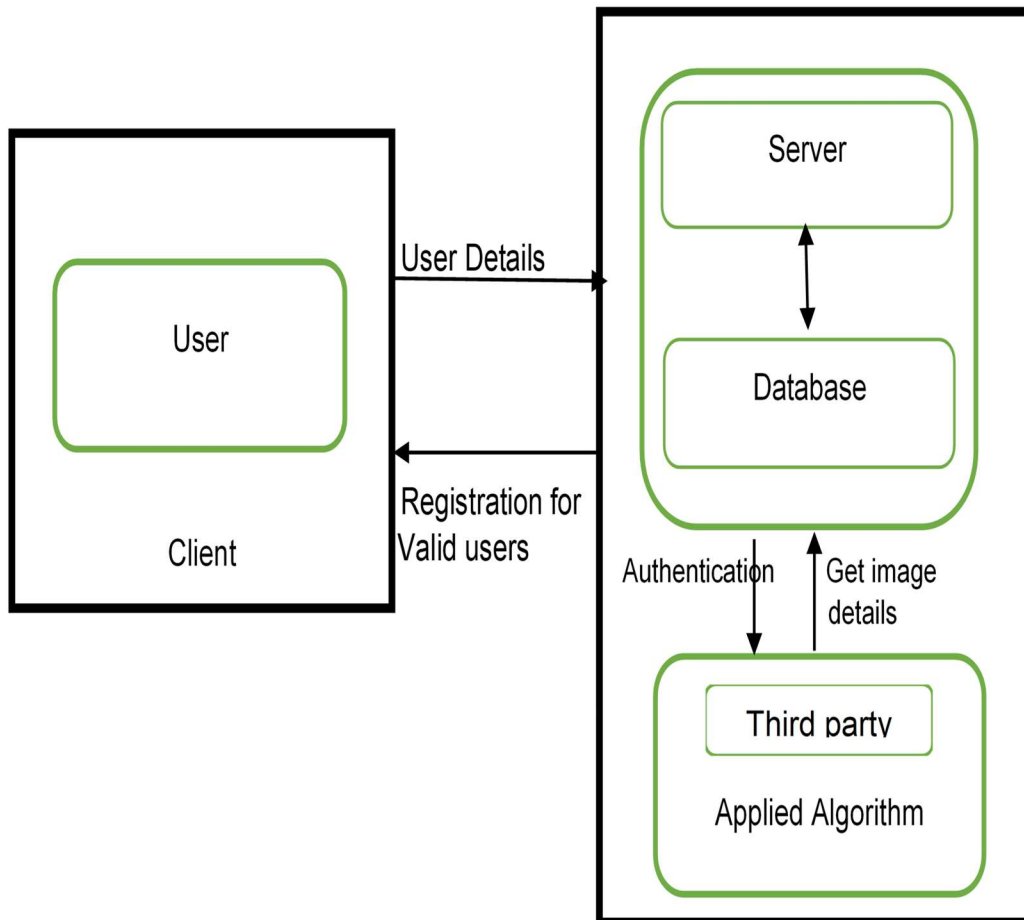 Server
User Details
User
Database
Registration for
Valid users
Client
Authentication
Get image
details
Third party
Applied Algorithm